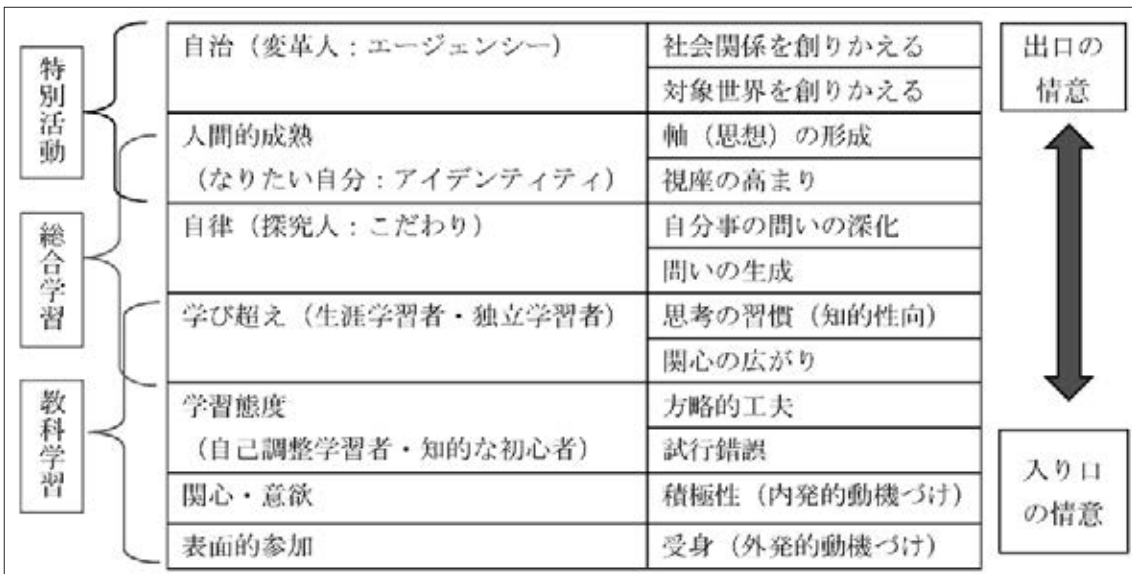 特別活動
総合学習
教科学習
自治（変革人：エージェンシー）
社会関係を創りかえる
対象世界を創りかえる
人間的成熟
（なりたい自分：アイデンティティ）
軸（思想）の形成
視座の高まり
自律（探究人：こだわり）
自分事の問いの深化
問いの生成
学び超え（生涯学習者・独立学習者）
思考の習慣（知的性向）
関心の広がり
学習態度
（自己調整学習者・知的な初心者）
方略的工夫
試行錯誤
関心・意欲
積極性（内発的動機づけ）
表面的参加
受身（外発的動機づけ）
出口の
情意
入り口
の情意